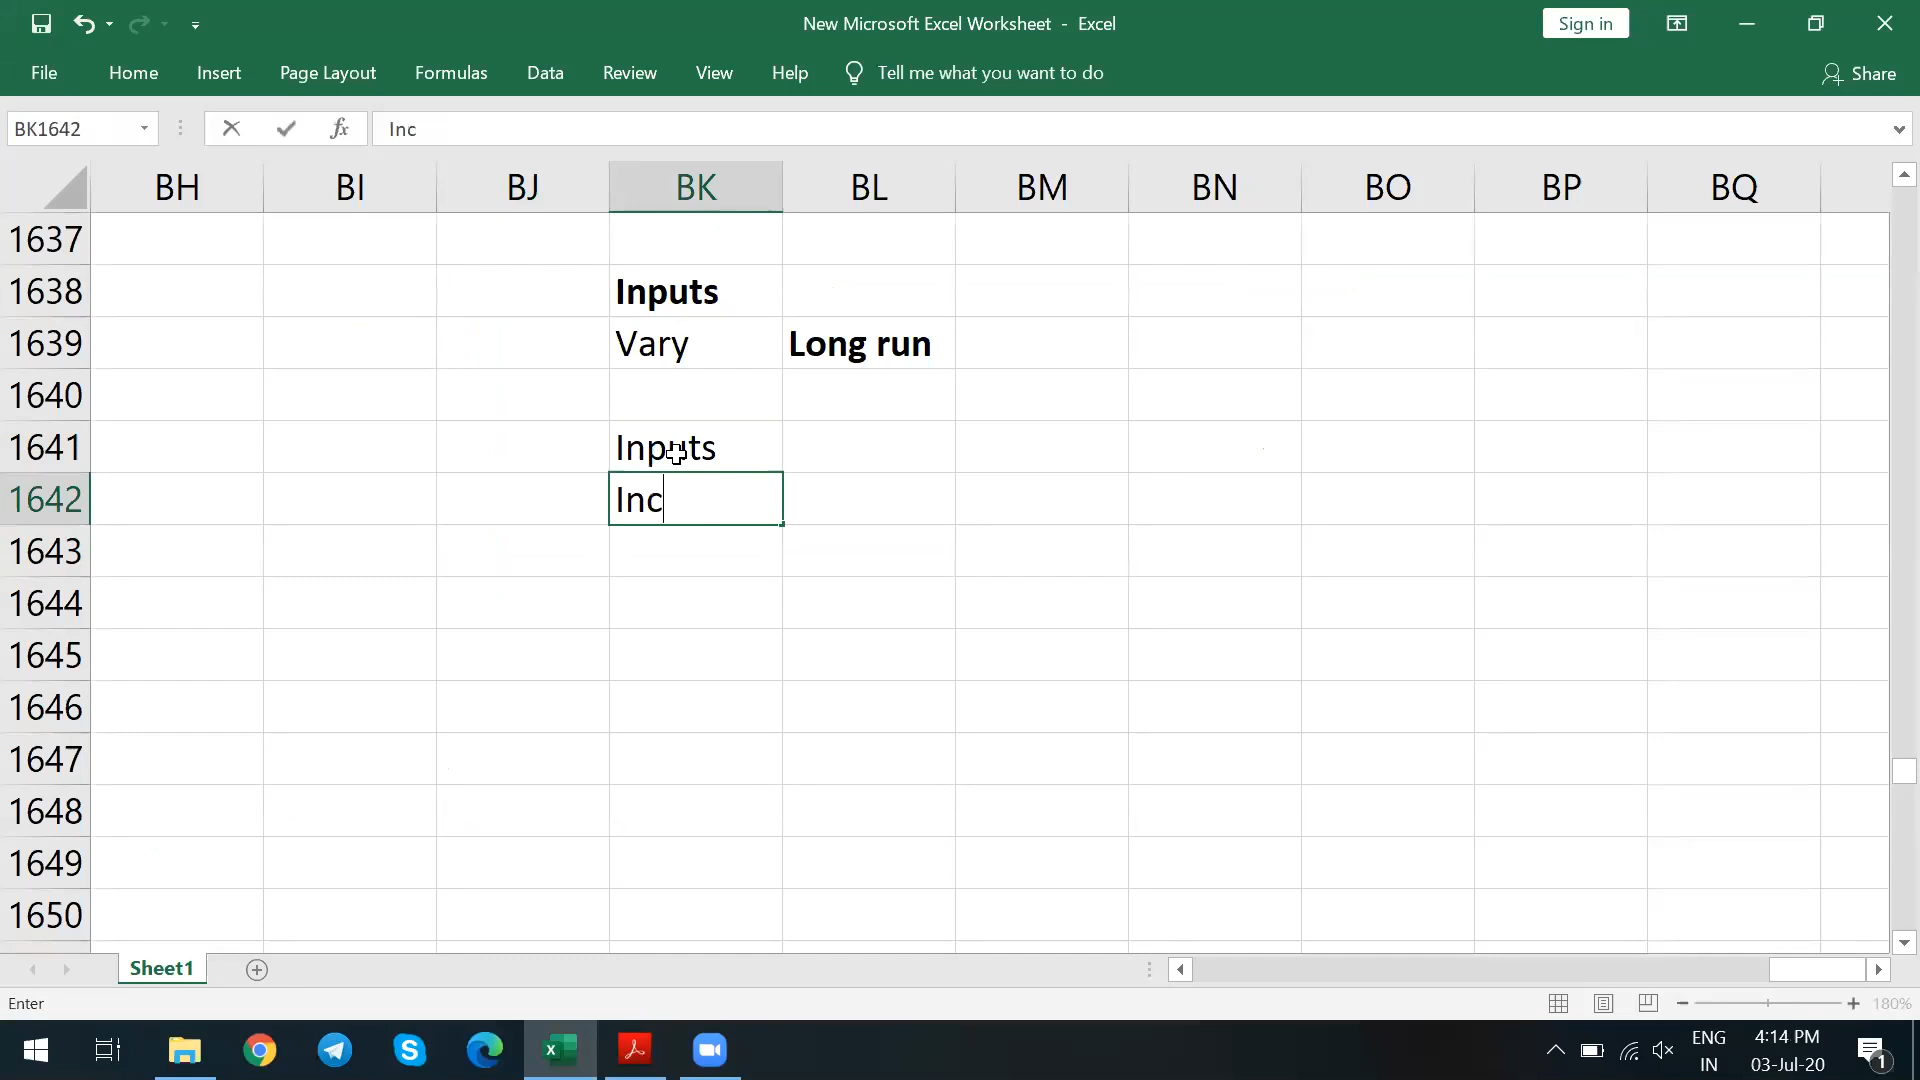 New Microsoft Excel Worksheet - Excel
Sign in
File Home Insert Page Layout Formulas Data Review View Help Tell me what you want to do Share
BK1642 fx Inc
BH BI BJ BK BL BM BN BO BP BQ
1637
1638 Inputs
1639 Vary Long run
1640
1641 Inputs
1642 Inc
1643
1644
1645
1646
1647
1648
1649
1650
Sheet1
Enter 180%
ENG 4:14 PM
IN 03-Jul-20 1